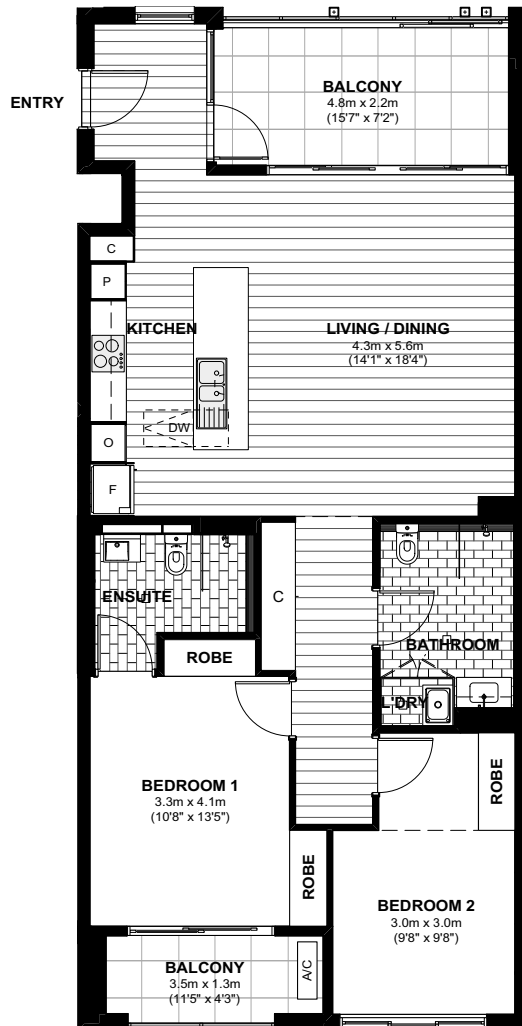 ENTRY
BALCONY
4.8m x 2.2m
(15'7" x 7'2")
C
P
KITCHEN
LIVING / DINING
4.3m x 5.6m
(14'1" x 18'4")
DW
O
F
ENSUITE
C
BATHROOM
ROBE
L'DRY
BEDROOM 1
3.3m x 4.1m
(10'8" x 13'5")
ROBE
ROBE
BEDROOM 2
3.0m x 3.0m
(9'8" x 9'8")
BALCONY
3.5m x 1.3m
(11'5" x 4'3")
A/C